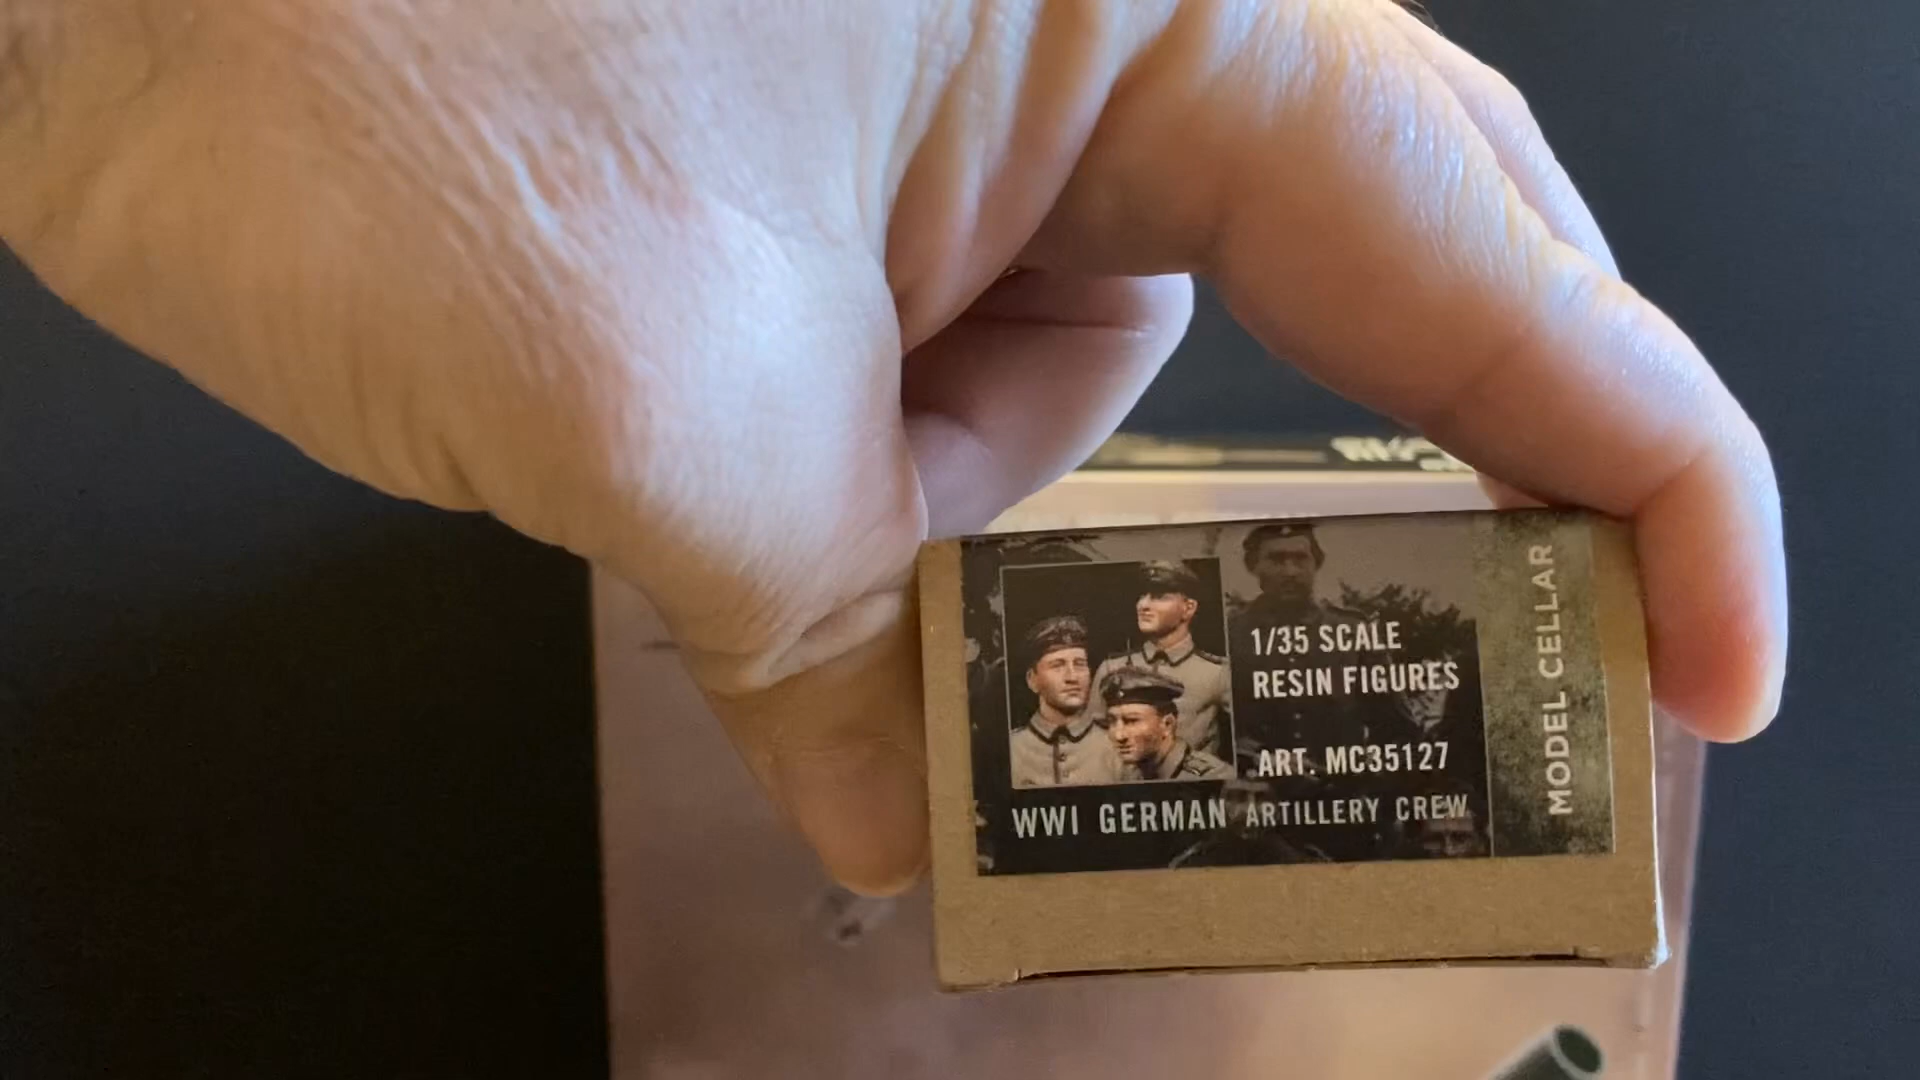 1/35 SCALE
RESIN FIGURES
ART. MC35127
WWI GERMAN ARTILLERY CREW
MODEL CELLAR